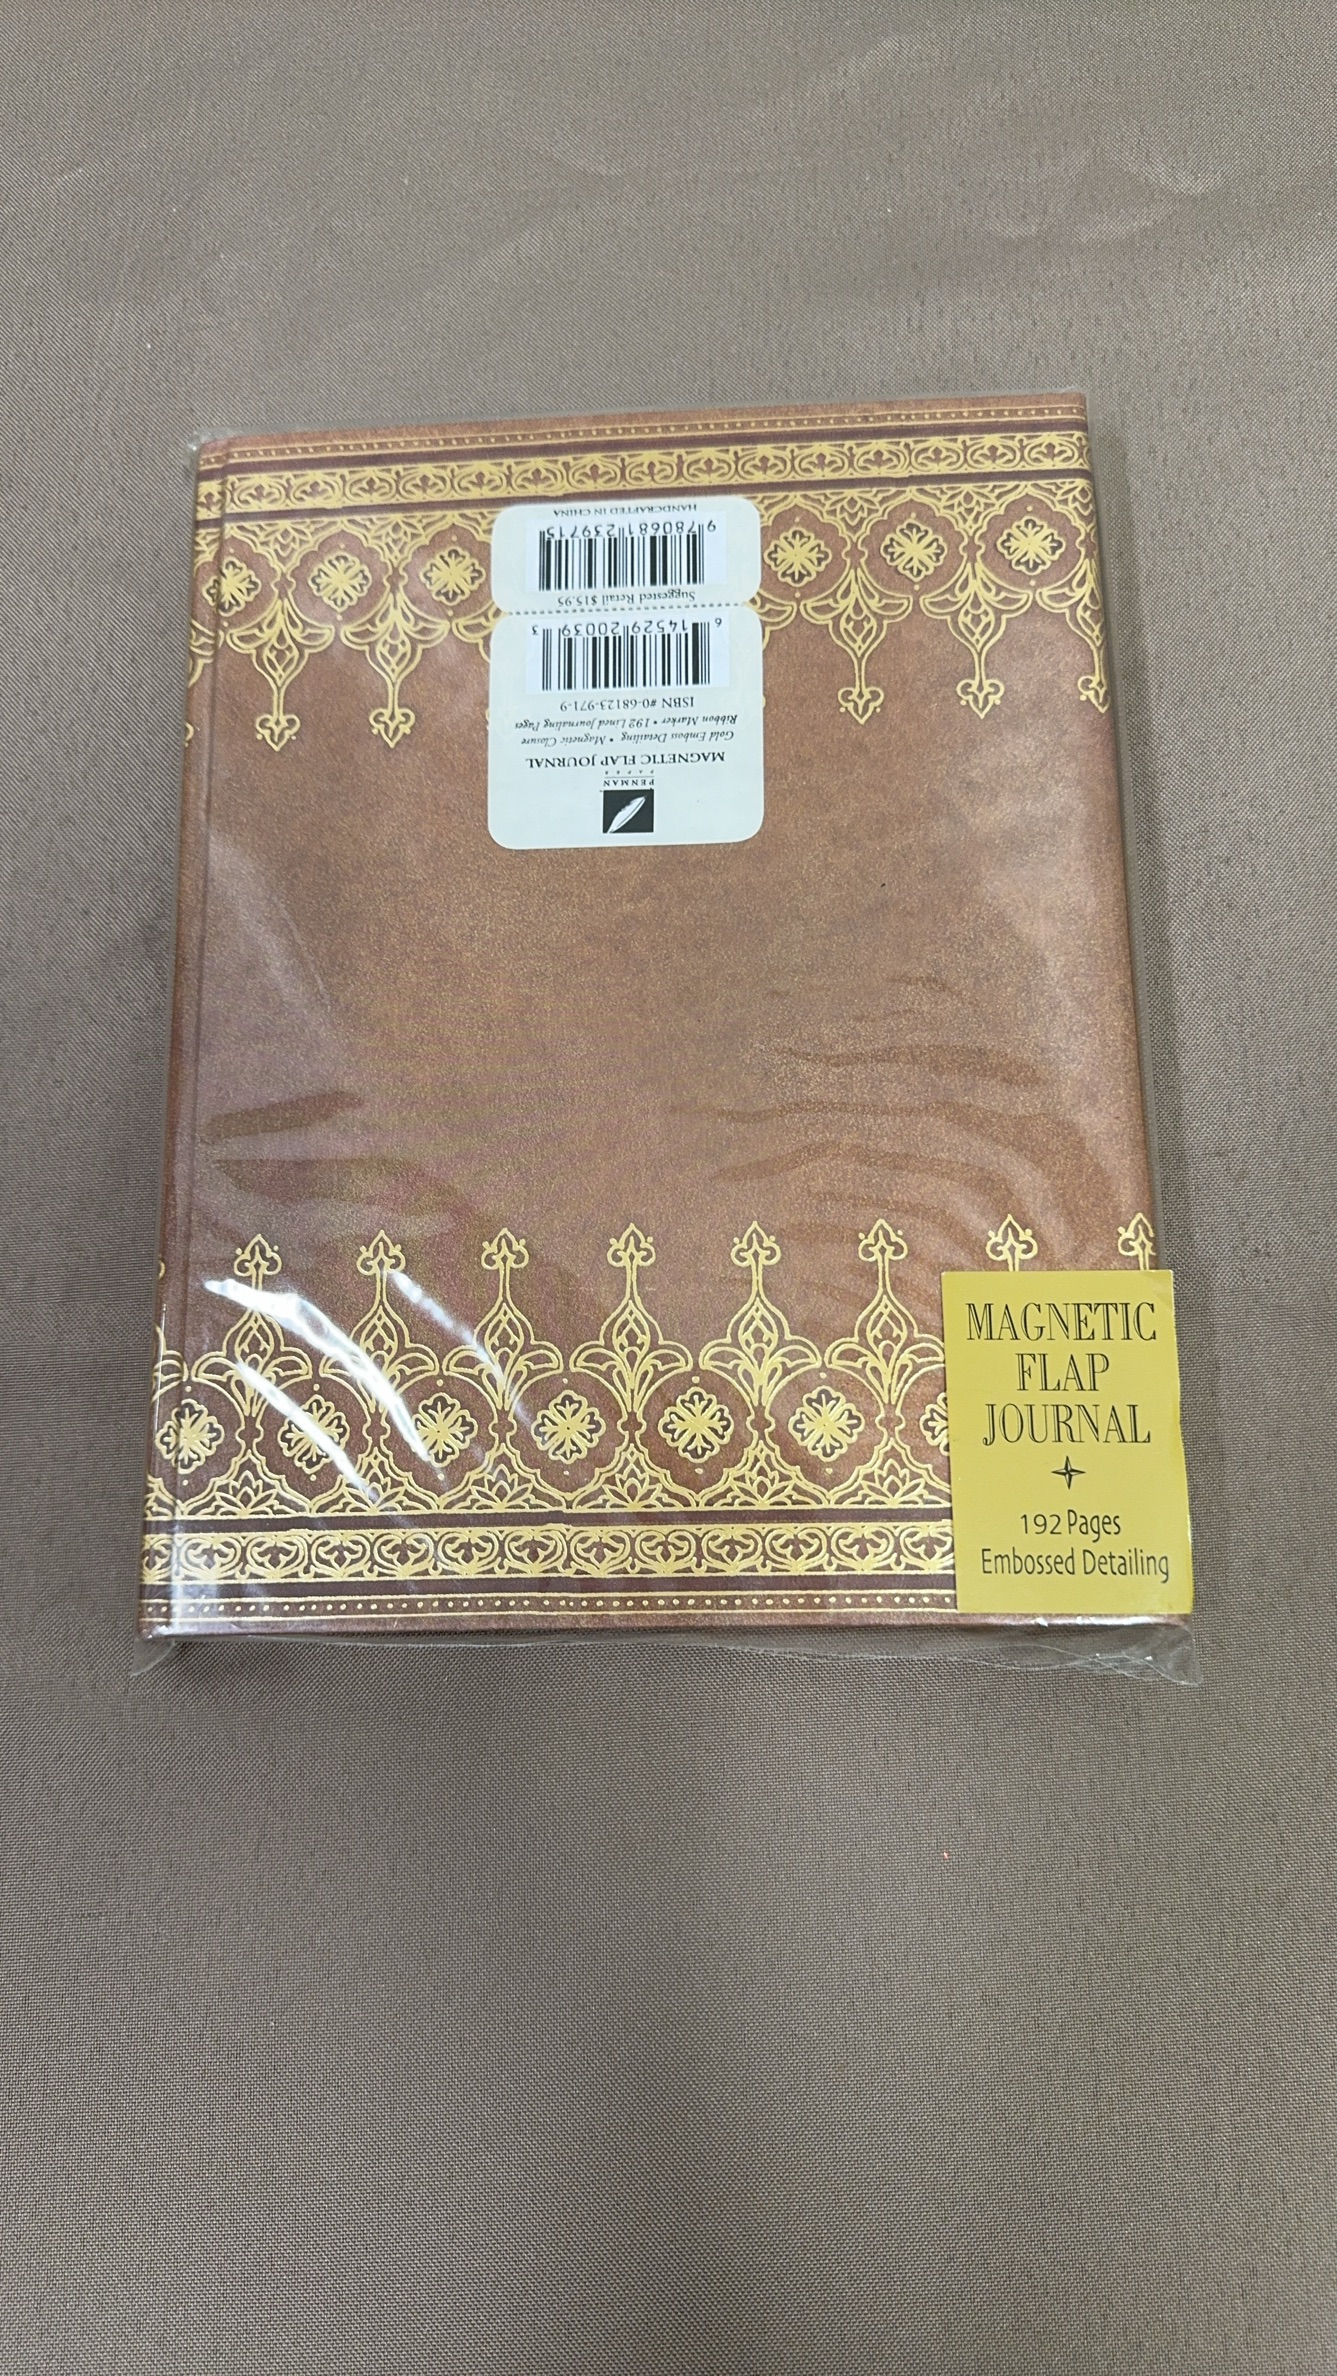 PENMAN
PAPER
MAGNETIC FLAP JOURNAL
Gold Emboss Detailing • Magnetic Closure
Ribbon Marker • 192 Lined Journaling Pages
ISBN #0-68123-971-9
6 14529 20039 3
Suggested Retail $15.95
9 780681 239715
HANDCRAFTED IN CHINA
MAGNETIC
FLAP
JOURNAL
192 Pages
Embossed Detailing